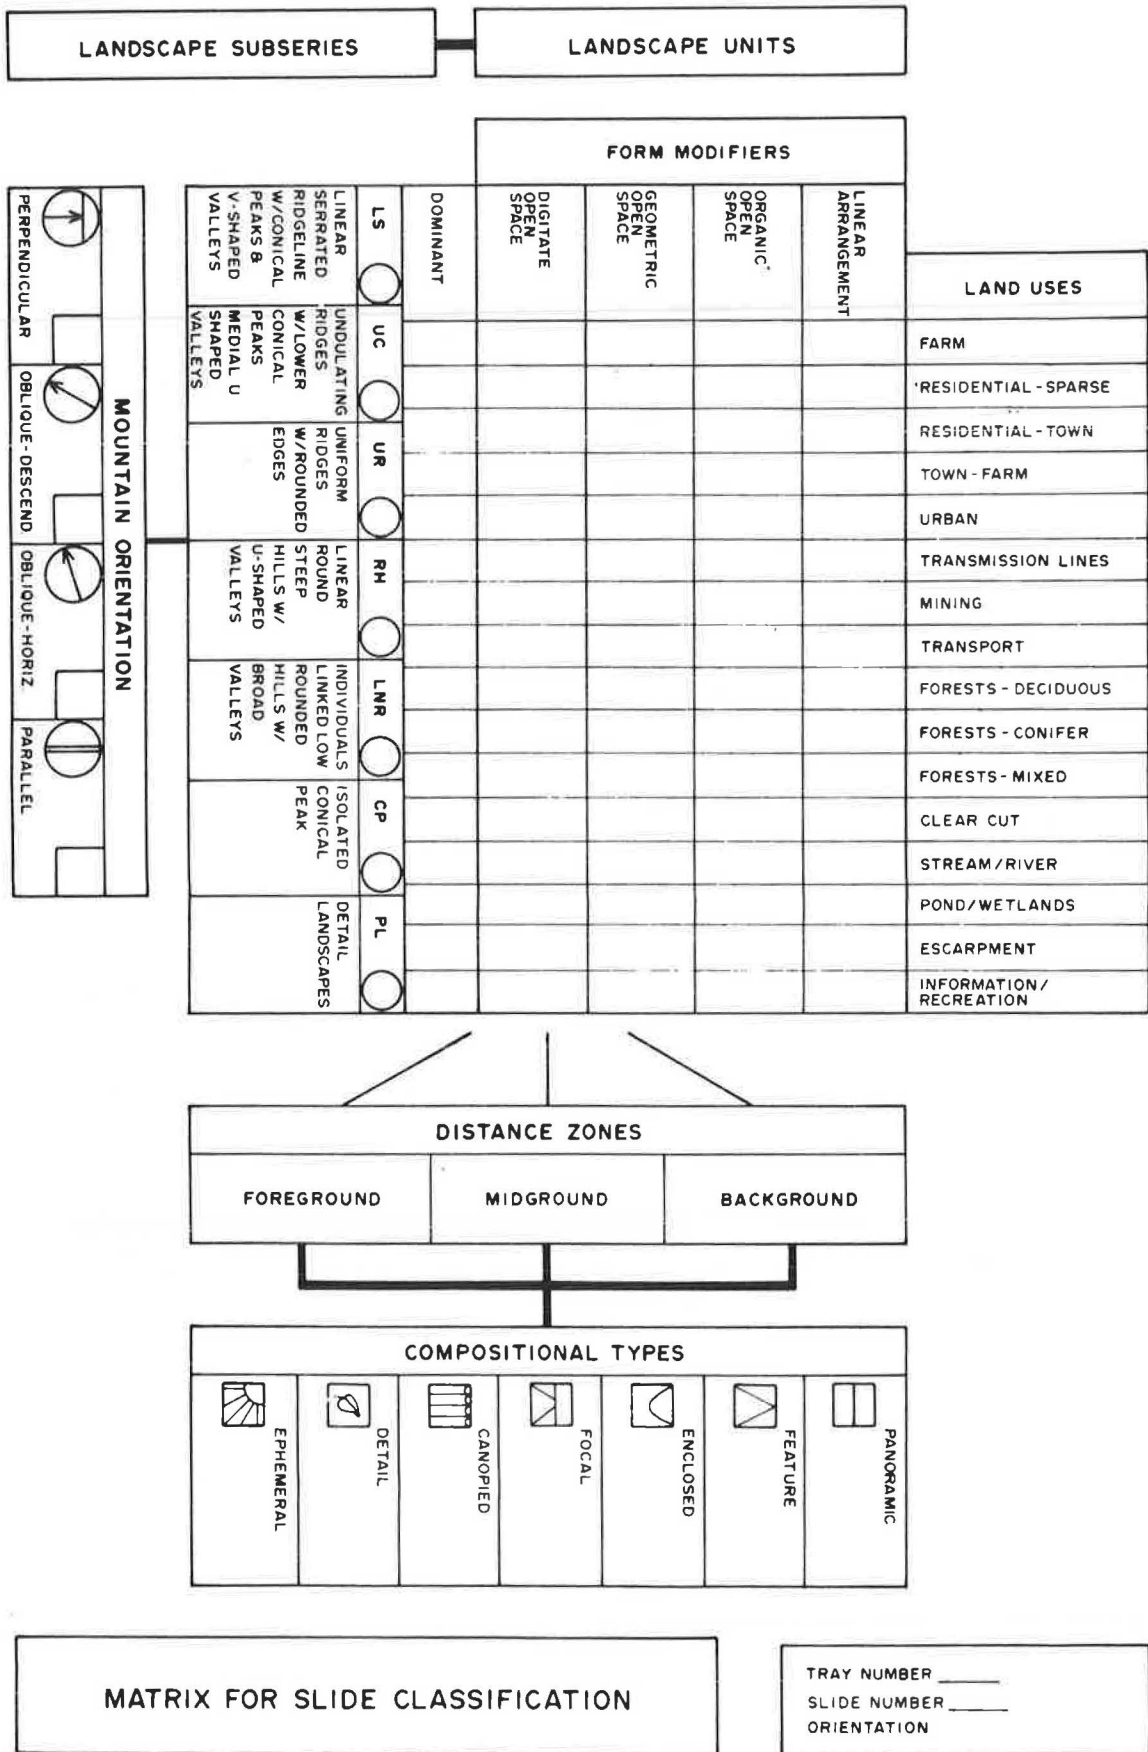 LANDSCAPE SUBSERIES
LANDSCAPE UNITS
FORM MODIFIERS
DOMINANT
DIGITATE
OPEN
SPACE
GEOMETRIC
OPEN
SPACE
ORGANIC
OPEN
SPACE
LINEAR
ARRANGEMENT
LAND USES
FARM
RESIDENTIAL - SPARSE
RESIDENTIAL - TOWN
TOWN - FARM
URBAN
TRANSMISSION LINES
MINING
TRANSPORT
FORESTS - DECIDUOUS
FORESTS - CONIFER
FORESTS - MIXED
CLEAR CUT
STREAM/RIVER
POND/WETLANDS
ESCARPMENT
INFORMATION/
RECREATION
LS
LINEAR
SERRATED
RIDGELINE
W/CONICAL
PEAKS &
V-SHAPED
VALLEYS
UC
UNDULATING
RIDGES
W/LOWER
CONICAL
PEAKS
MEDIAL U
SHAPED
VALLEYS
UR
UNIFORM
RIDGES
W/ROUNDED
EDGES
RH
LINEAR
ROUND
STEEP
HILLS W/
U-SHAPED
VALLEYS
LNR
INDIVIDUALS
LINKED LOW
ROUNDED
HILLS W/
BROAD
VALLEYS
CP
ISOLATED
CONICAL
PEAK
PL
DETAIL
LANDSCAPES
MOUNTAIN ORIENTATION
PERPENDICULAR
OBLIQUE - DESCEND.
OBLIQUE - HORIZ.
PARALLEL
DISTANCE ZONES
FOREGROUND
MIDGROUND
BACKGROUND
COMPOSITIONAL TYPES
EPHEMERAL
DETAIL
CANOPIED
FOCAL
ENCLOSED
FEATURE
PANORAMIC
MATRIX FOR SLIDE CLASSIFICATION
TRAY NUMBER
SLIDE NUMBER
ORIENTATION